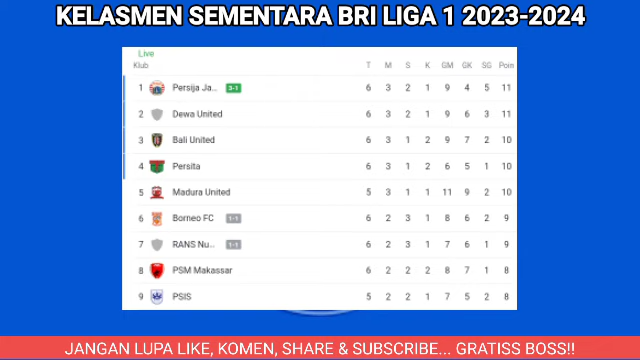 KELASMEN SEMENTARA BRI LIGA 1 2023-2024
Live
Klub T M S K GM GK SG Poin
1 Persija Ja... 3-1 6 3 2 1 9 4 5 11
2 Dewa United 6 3 2 1 9 6 3 11
3 Bali United 6 3 1 2 9 7 2 10
4 Persita 6 3 1 2 6 5 1 10
5 Madura United 5 3 1 1 11 9 2 10
6 Borneo FC 1-1 6 2 3 1 8 6 2 9
7 RANS Nu... 1-1 6 2 3 1 7 6 1 9
8 PSM Makassar 6 2 2 2 8 7 1 8
9 PSIS 5 2 2 1 7 5 2 8
JANGAN LUPA LIKE, KOMEN, SHARE & SUBSCRIBE... GRATISS BOSS!!